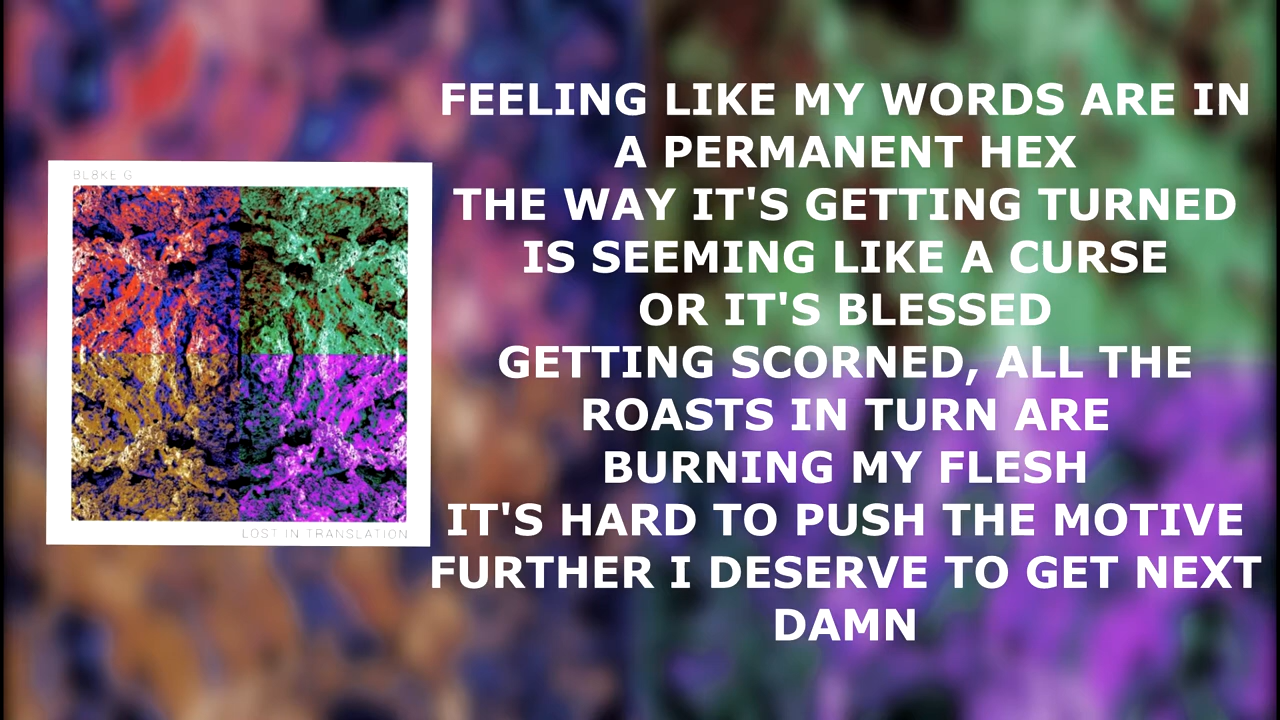 BL8KE G.
LOST IN TRANSLATION
FEELING LIKE MY WORDS ARE IN
A PERMANENT HEX
THE WAY IT'S GETTING TURNED
IS SEEMING LIKE A CURSE
OR IT'S BLESSED
GETTING SCORNED, ALL THE
ROASTS IN TURN ARE
BURNING MY FLESH
IT'S HARD TO PUSH THE MOTIVE
FURTHER I DESERVE TO GET NEXT
DAMN